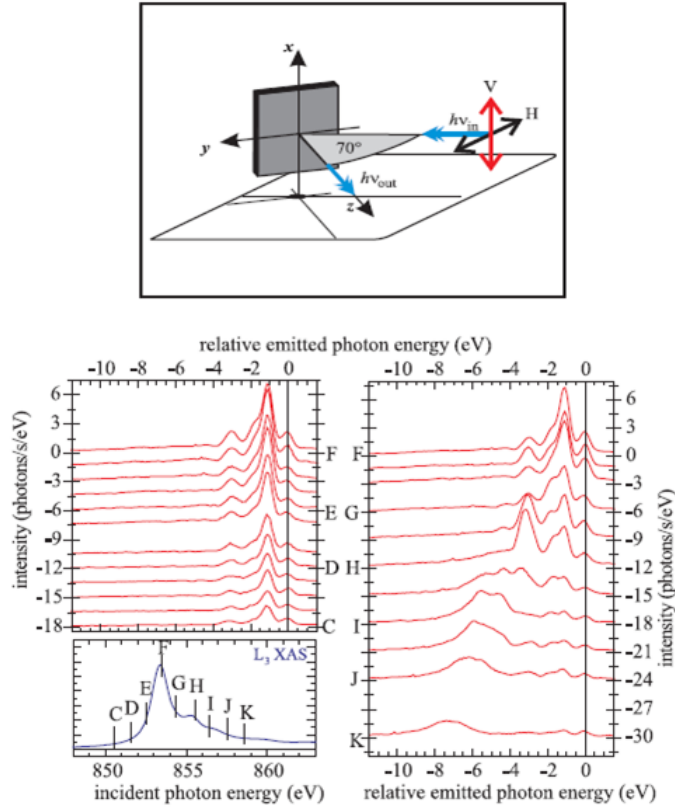 x
V
H
hνin
y
70°
hνout
z
relative emitted photon energy (eV)
-10 -8 -6 -4 -2 0
-10 -8 -6 -4 -2 0
intensity (photons/s/eV)
6
3
0
-3
-6
-9
-12
-15
-18
F
E
D
C
F
G
H
I
J
K
6
3
0
-3
-6
-9
-12
-15
-18
-21
-24
-27
-30
intensity (photons/s/eV)
L3 XAS
F
E
G H
D
C
I
J
K
850 855 860
incident photon energy (eV)
-10 -8 -6 -4 -2 0
relative emitted photon energy (eV)